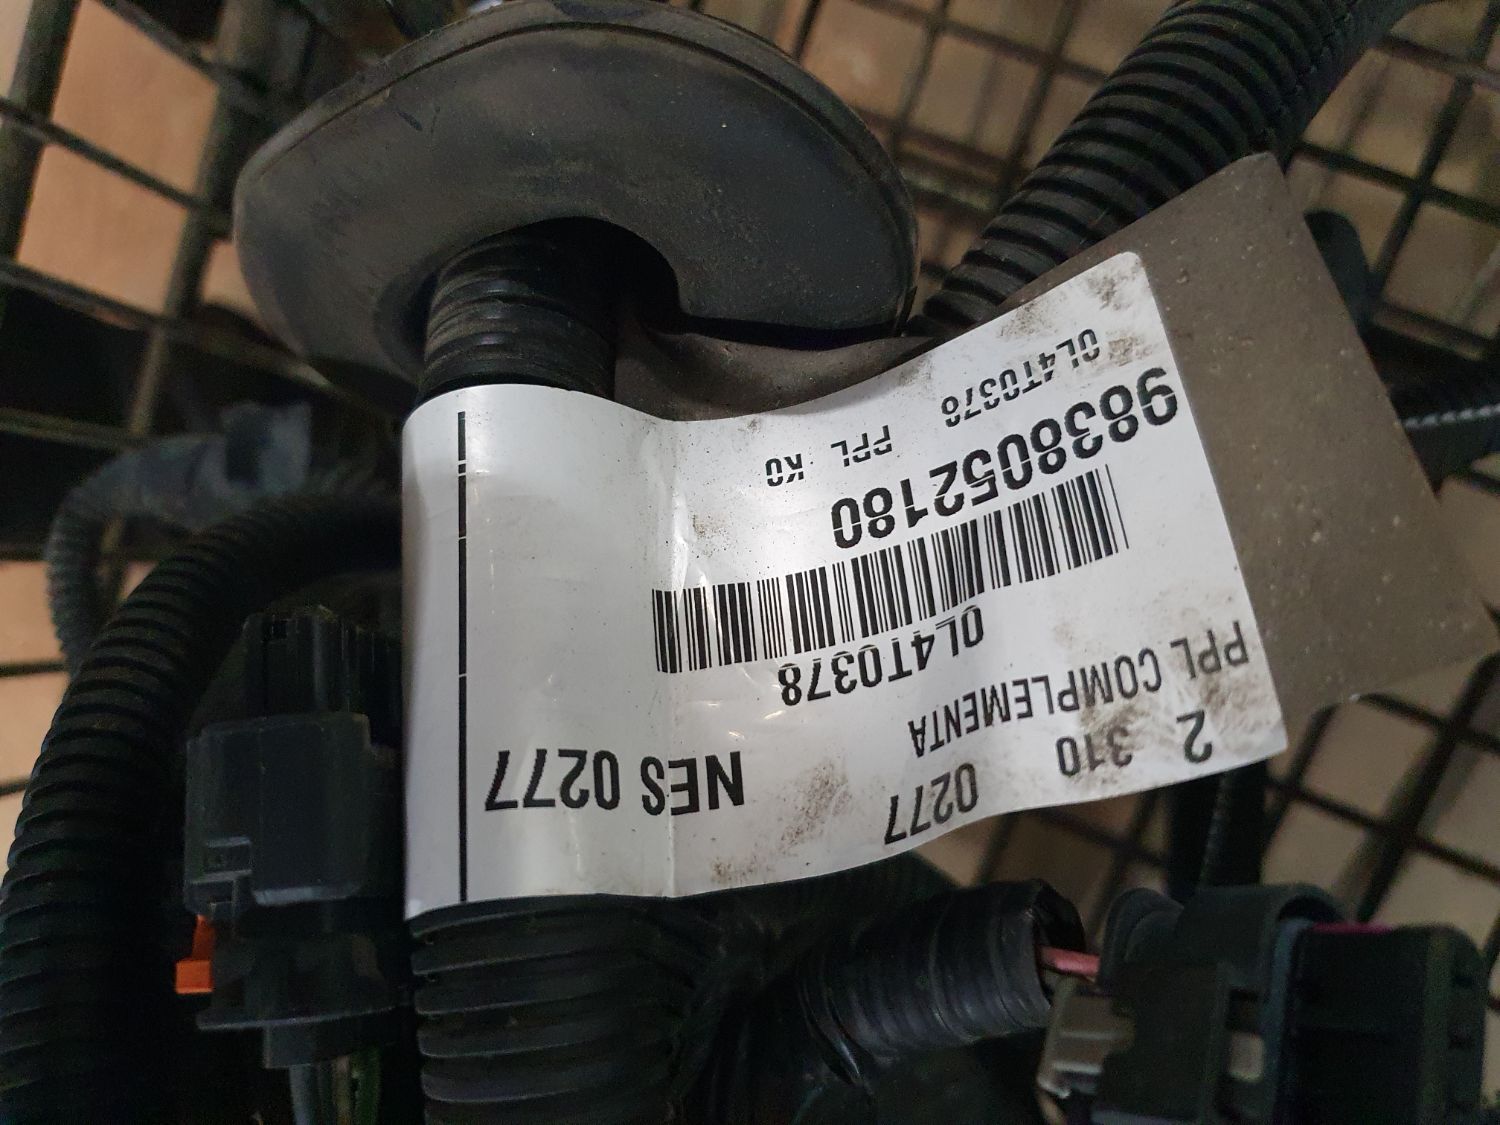 2 310 0277
PPL COMPLEMENTA
NES 0277
0L4T0378
9838052180
0L4T0378 PPL K0